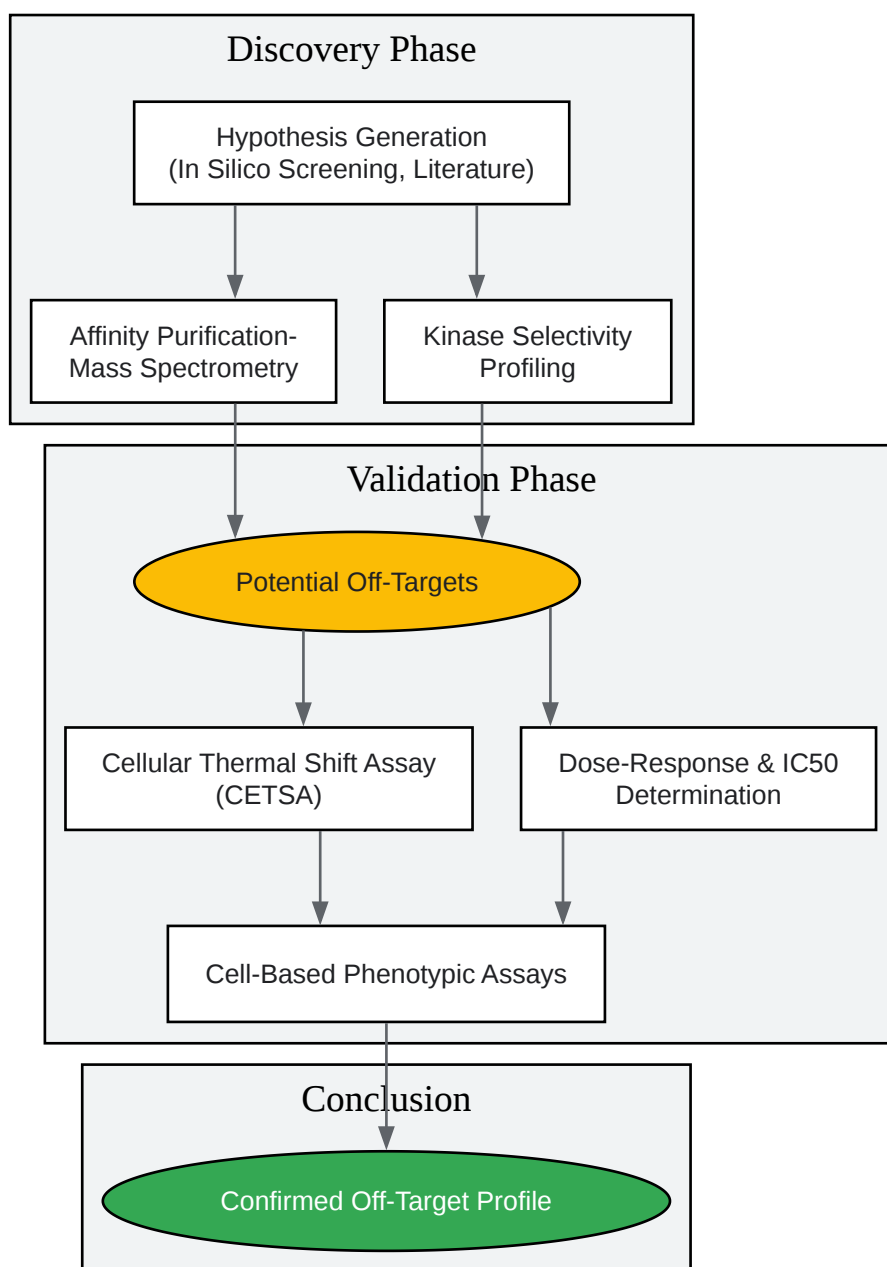 Discovery Phase
Hypothesis Generation
(In Silico Screening, Literature)
Affinity Purification-
Mass Spectrometry
Kinase Selectivity
Profiling
Validation Phase
Potential Off-Targets
Cellular Thermal Shift Assay
(CETSA)
Dose-Response & IC50
Determination
Cell-Based Phenotypic Assays
Conclusion
Confirmed Off-Target Profile